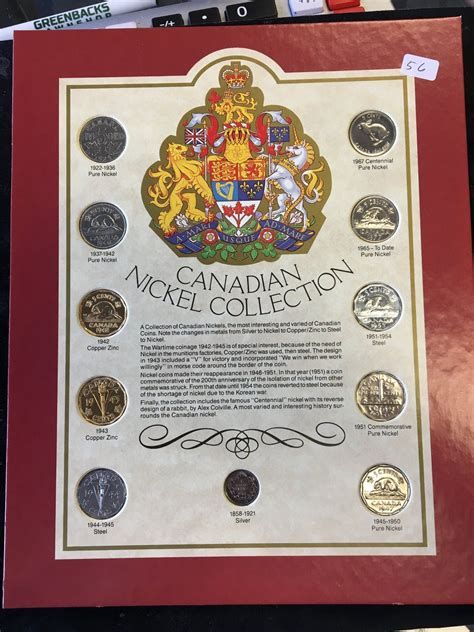 GREENBACKS
56
A·MARI USQUE AD·MARE
CANADIAN
NICKEL COLLECTION
1922-1936
Pure Nickel
1937-1942
Pure Nickel
1942
Copper Zinc
1943
Copper Zinc
1944-1945
Steel
A Collection of Canadian Nickels, the most interesting and varied of Canadian
Coins. Note the changes in metals from Silver to Nickel to Copper/Zinc to Steel
to Nickel.
The Wartime coinage 1942-1945 is of special interest, because of the need of
Nickel in the munitions factories, Copper/Zinc was used, then steel. The design
in 1943 included a "V" for victory and incorporated "We win when we work
willingly" in morse code around the border of the coin.
Nickel coins made their reappearance in 1946-1951. In that year (1951) a coin
commemorative of the 200th anniversary of the isolation of nickel from other
metals was struck. From that date until 1954 the coins reverted to steel because
of the shortage of nickel due to the Korean war.
Finally, the collection includes the famous "Centennial" nickel with its reverse
design of a rabbit, by Alex Colville. A most varied and interesting history sur-
rounds the Canadian nickel.
1858-1921
Silver
1967 Centennial
Pure Nickel
1965-To Date
Pure Nickel
1951-1954
Steel
1951 Commemorative
Pure Nickel
1945-1950
Pure Nickel